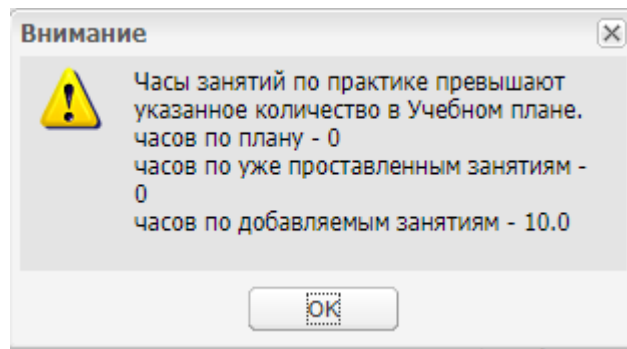 Внимание
Часы занятий по практике превышают
указанное количество в Учебном плане.
часов по плану - 0
часов по уже проставленным занятиям -
0
часов по добавляемым занятиям - 10.0
OK